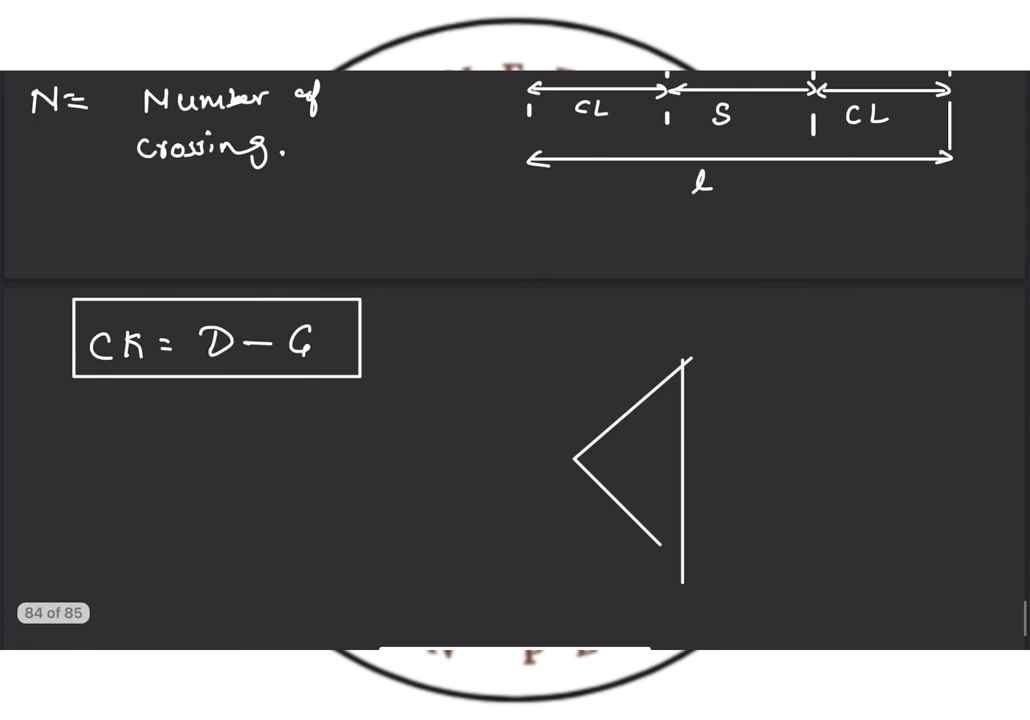 N = Number of
crossing.
CL S CL
l
CK = D - G
84 of 85